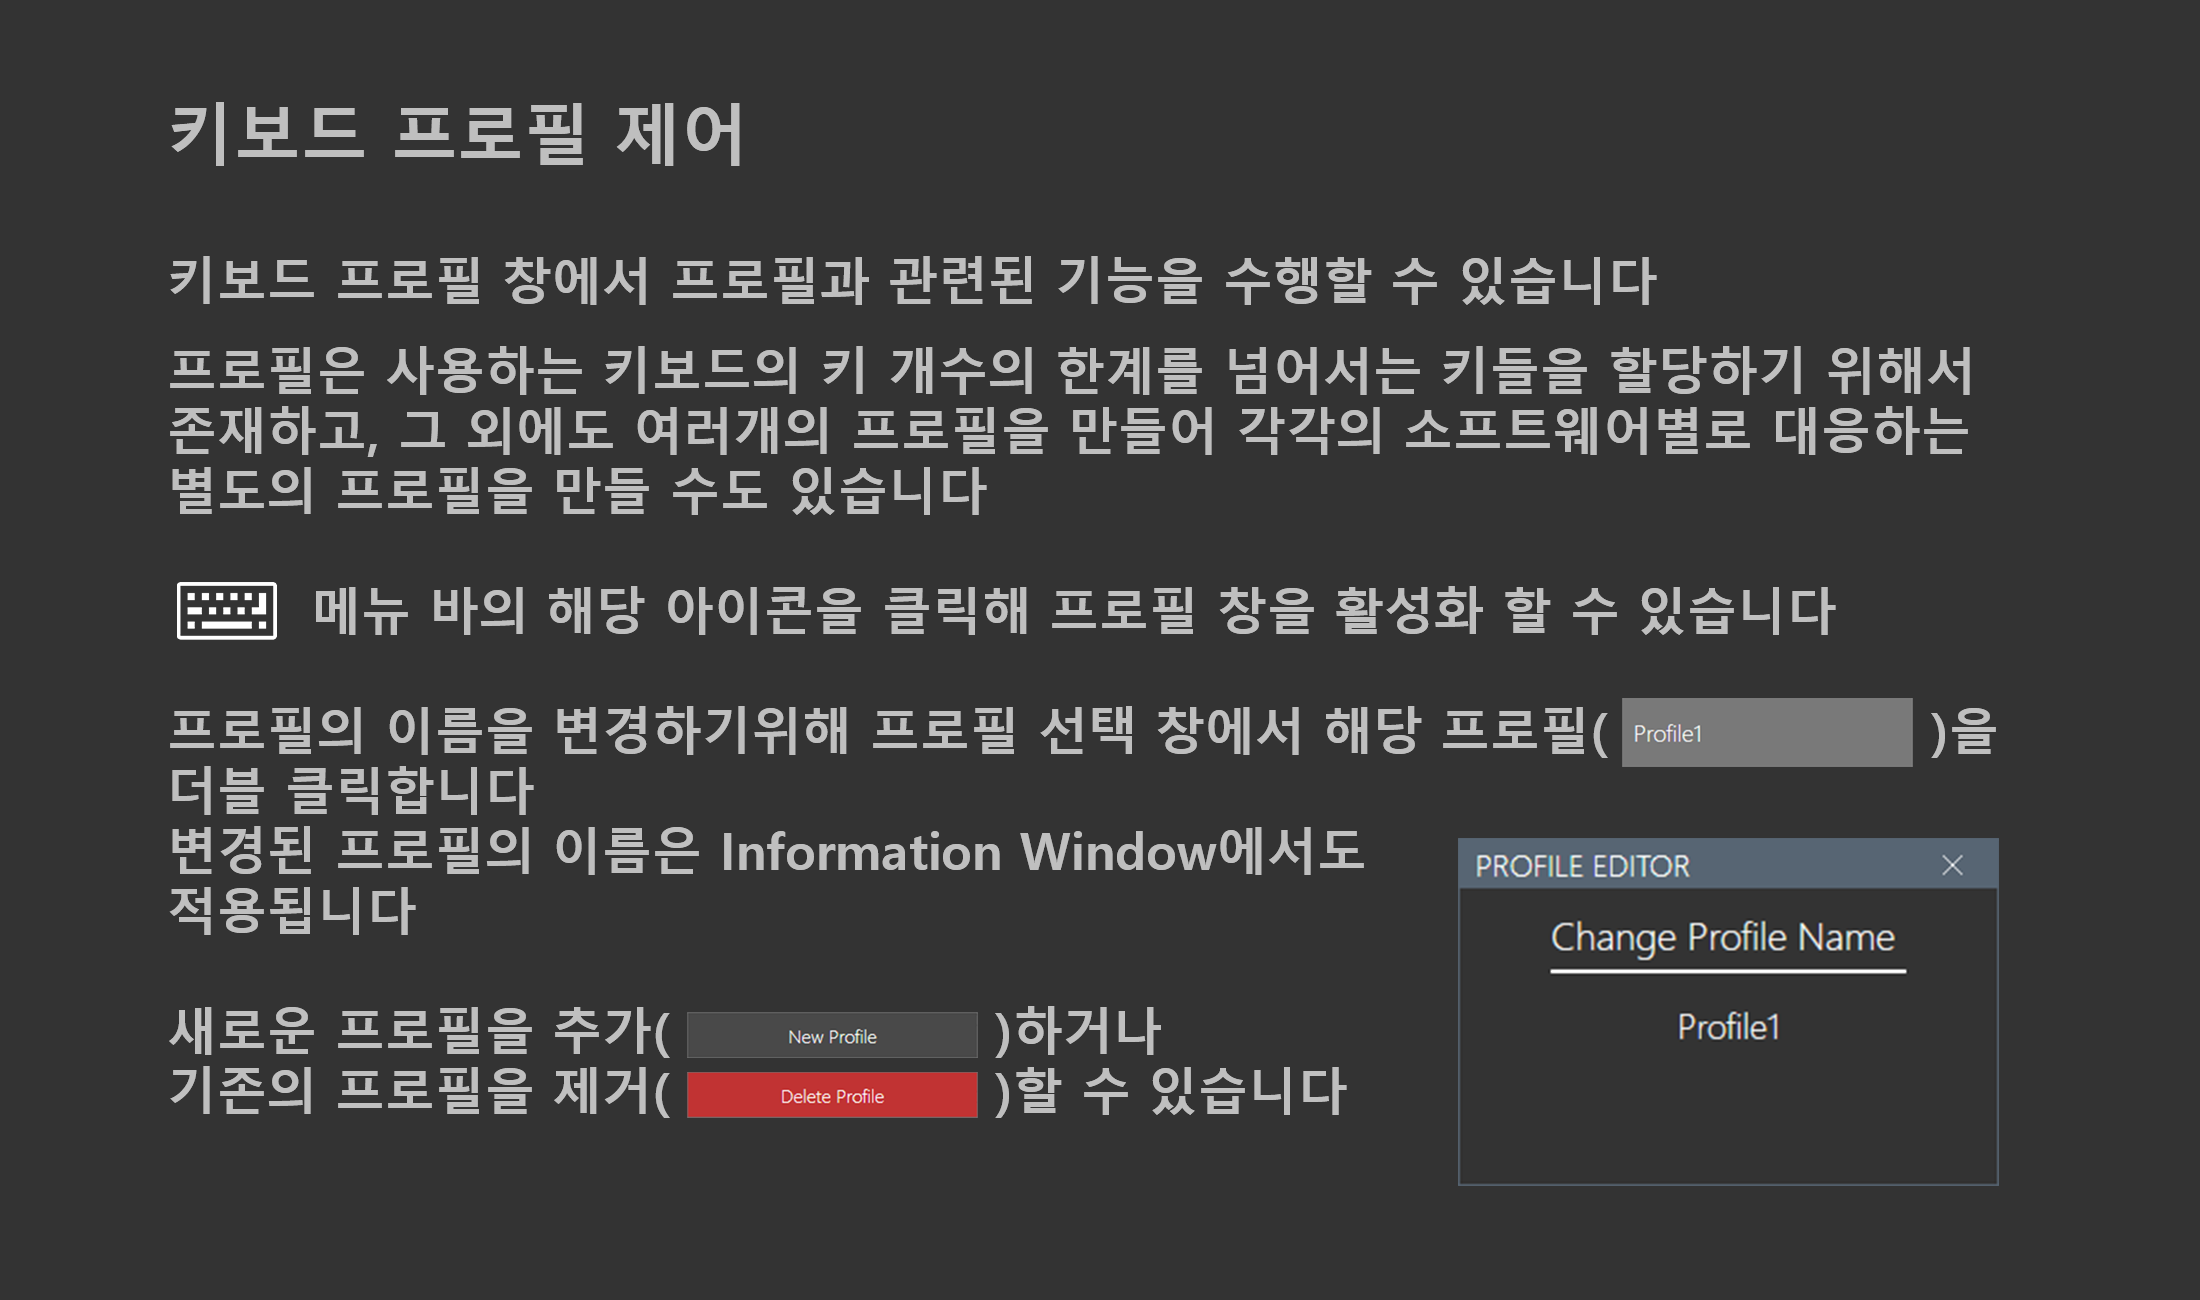 키보드 프로필 제어
키보드 프로필 창에서 프로필과 관련된 기능을 수행할 수 있습니다
프로필은 사용하는 키보드의 키 개수의 한계를 넘어서는 키들을 할당하기 위해서
존재하고, 그 외에도 여러개의 프로필을 만들어 각각의 소프트웨어별로 대응하는
별도의 프로필을 만들 수도 있습니다
메뉴 바의 해당 아이콘을 클릭해 프로필 창을 활성화 할 수 있습니다
프로필의 이름을 변경하기위해 프로필 선택 창에서 해당 프로필( Profile1 )을
더블 클릭합니다
변경된 프로필의 이름은 Information Window에서도
적용됩니다
새로운 프로필을 추가( New Profile )하거나
기존의 프로필을 제거( Delete Profile )할 수 있습니다
PROFILE EDITOR
Change Profile Name
Profile1